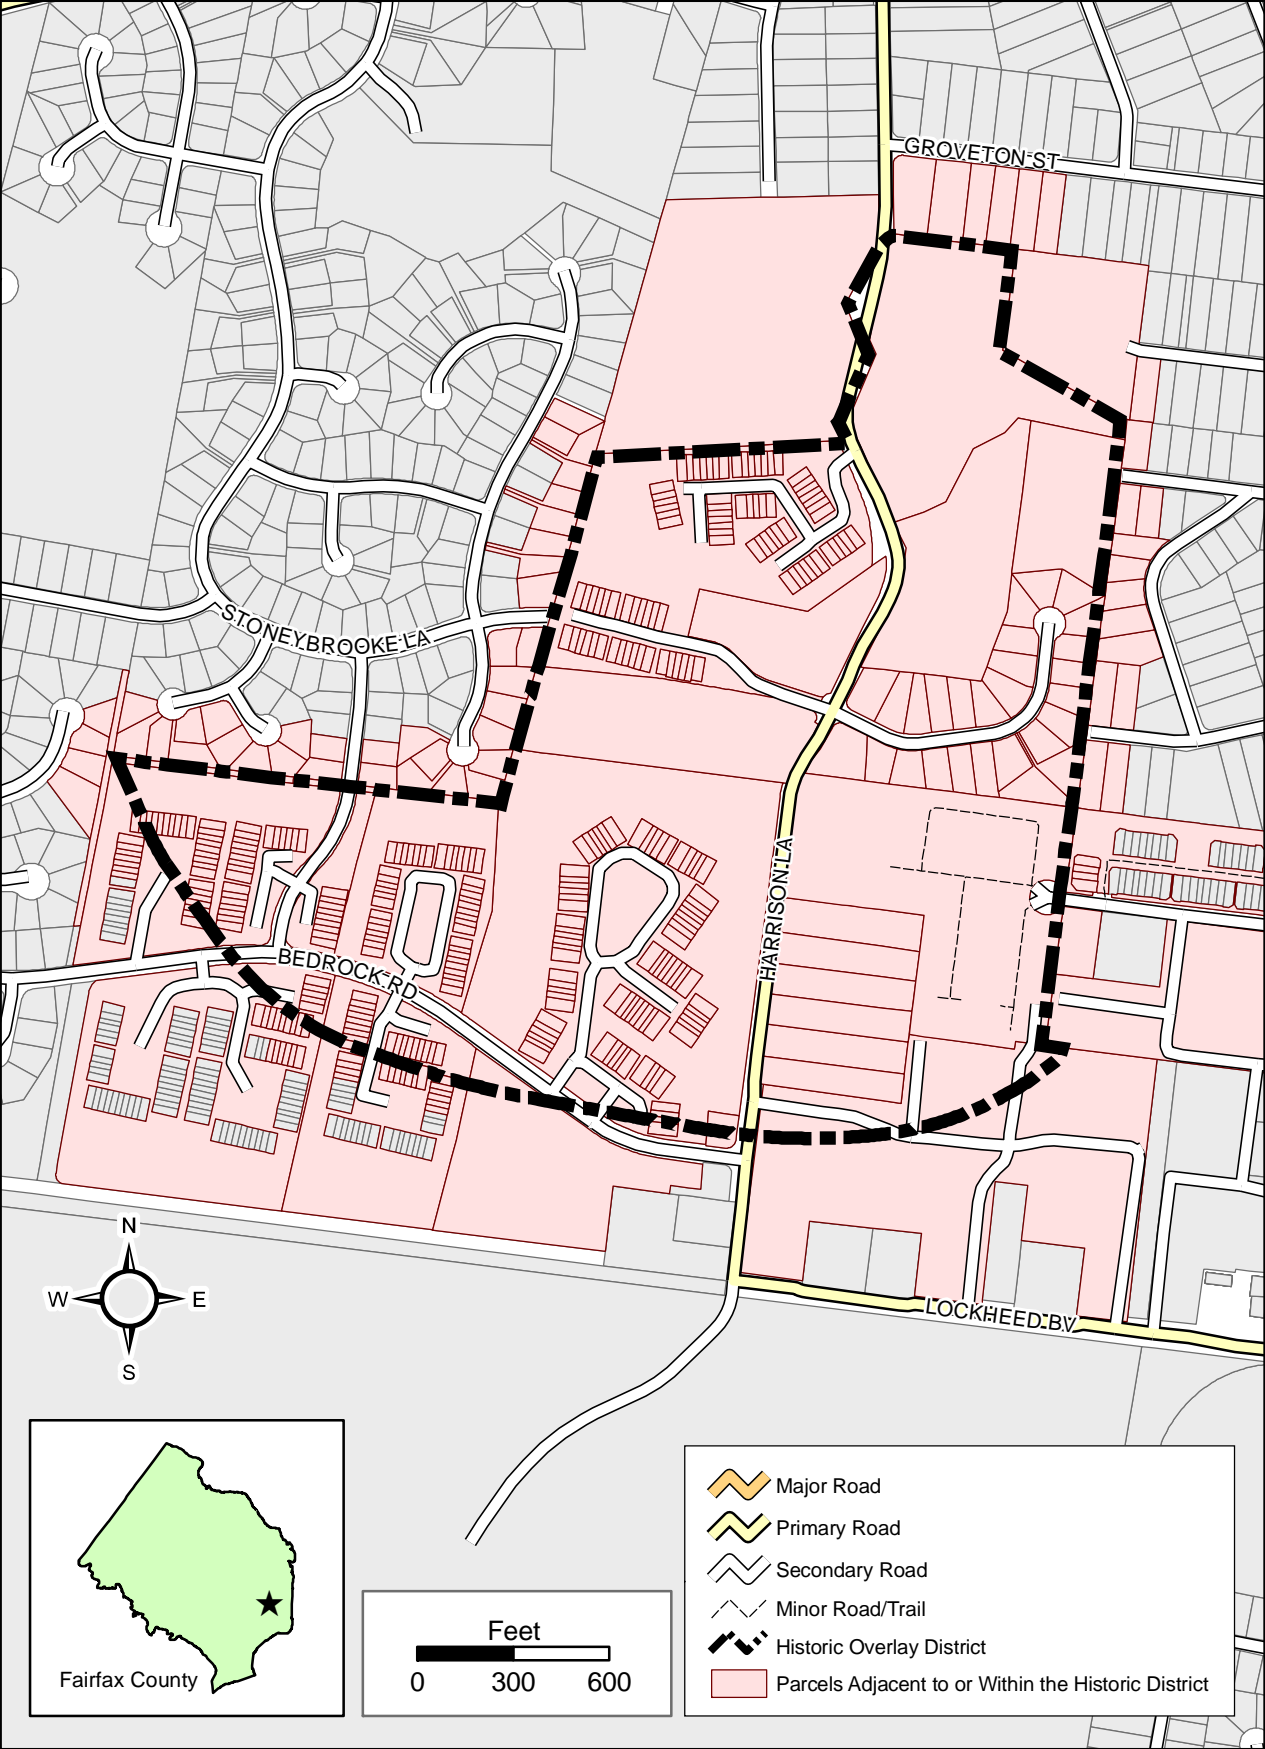 GROVETON ST
STONEYBROOKE LA
HARRISON LA
BEDROCK RD
LOCKHEED BV
N
W E
S
Fairfax County
Feet
0 300 600
Major Road
Primary Road
Secondary Road
Minor Road/Trail
Historic Overlay District
Parcels Adjacent to or Within the Historic District